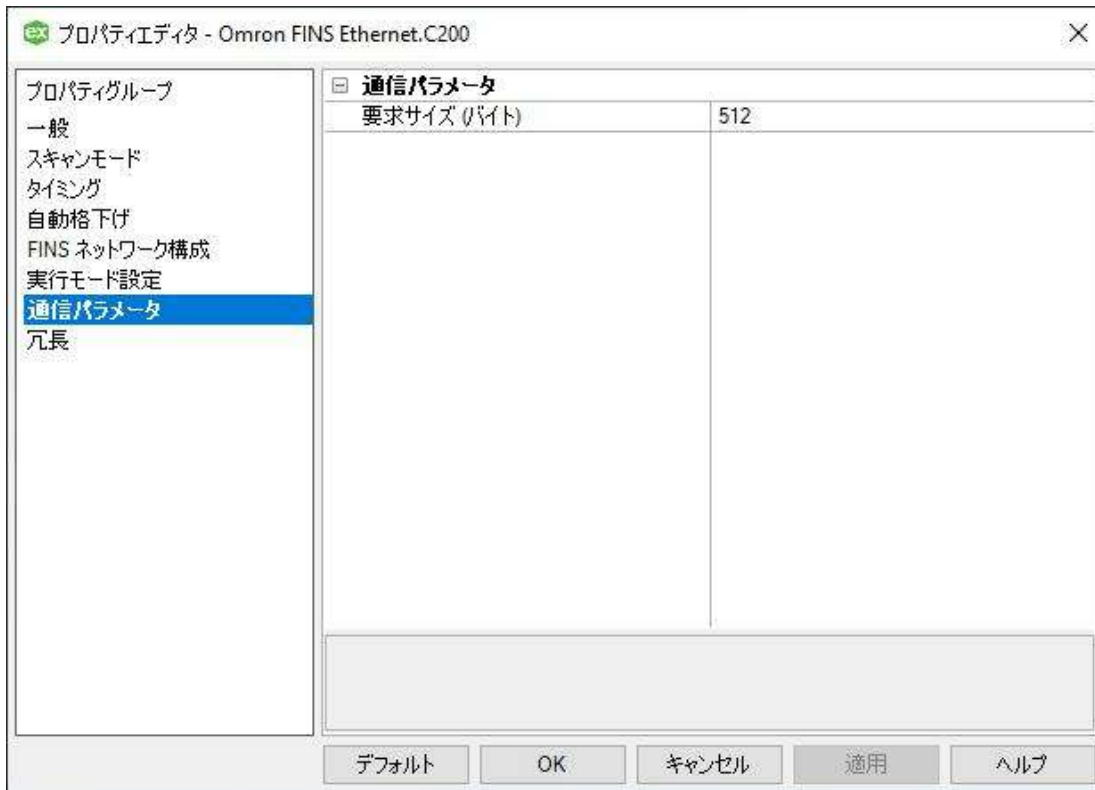 プロパティエディタ - Omron FINS Ethernet.C200
プロパティグループ
一般
スキャンモード
タイミング
自動格下げ
FINS ネットワーク構成
実行モード設定
通信パラメータ
冗長
通信パラメータ
要求サイズ (バイト) 512
デフォルト OK キャンセル 適用 ヘルプ